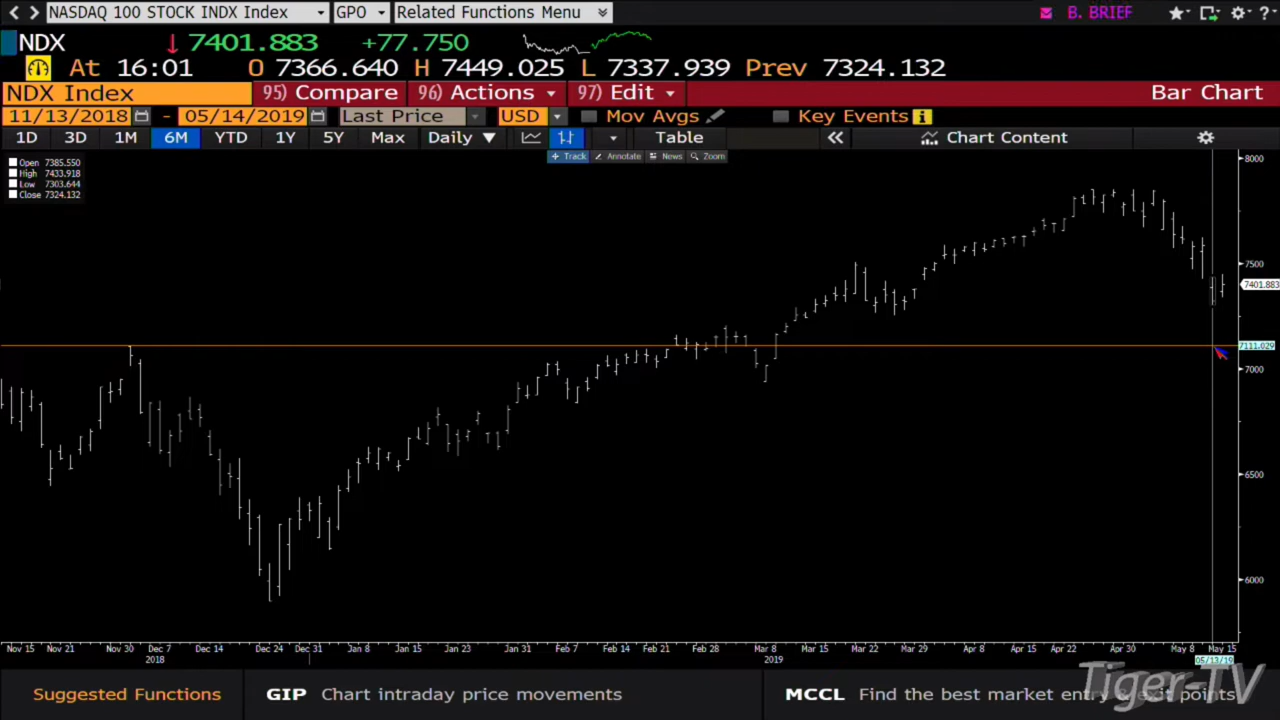 NASDAQ 100 STOCK INDX Index GPO Related Functions Menu B. BRIEF ?
NDX 7401.883 +77.750
At 16:01 O 7366.640 H 7449.025 L 7337.939 Prev 7324.132
NDX Index 95) Compare 96) Actions 97) Edit Bar Chart
11/13/2018 - 05/14/2019 Last Price USD Mov Avgs Key Events
1D 3D 1M 6M YTD 1Y 5Y Max Daily Table Chart Content
Track Annotate News Zoom
Open 7385.550
High 7433.918
Low 7303.644
Close 7324.132
8000
7500
7401.883
7111.029
7000
6500
6000
Nov 15 Nov 21 Nov 30 Dec 7 Dec 14 Dec 24 Dec 31 Jan 8 Jan 15 Jan 23 Jan 31 Feb 7 Feb 14 Feb 21 Feb 28 Mar 8 Mar 15 Mar 22 Mar 29 Apr 8 Apr 15 Apr 22 Apr 30 May 8 May 15
2018 2019 05/13/19
Suggested Functions GIP Chart intraday price movements MCCL Find the best market entry & exit points
Tiger-TV